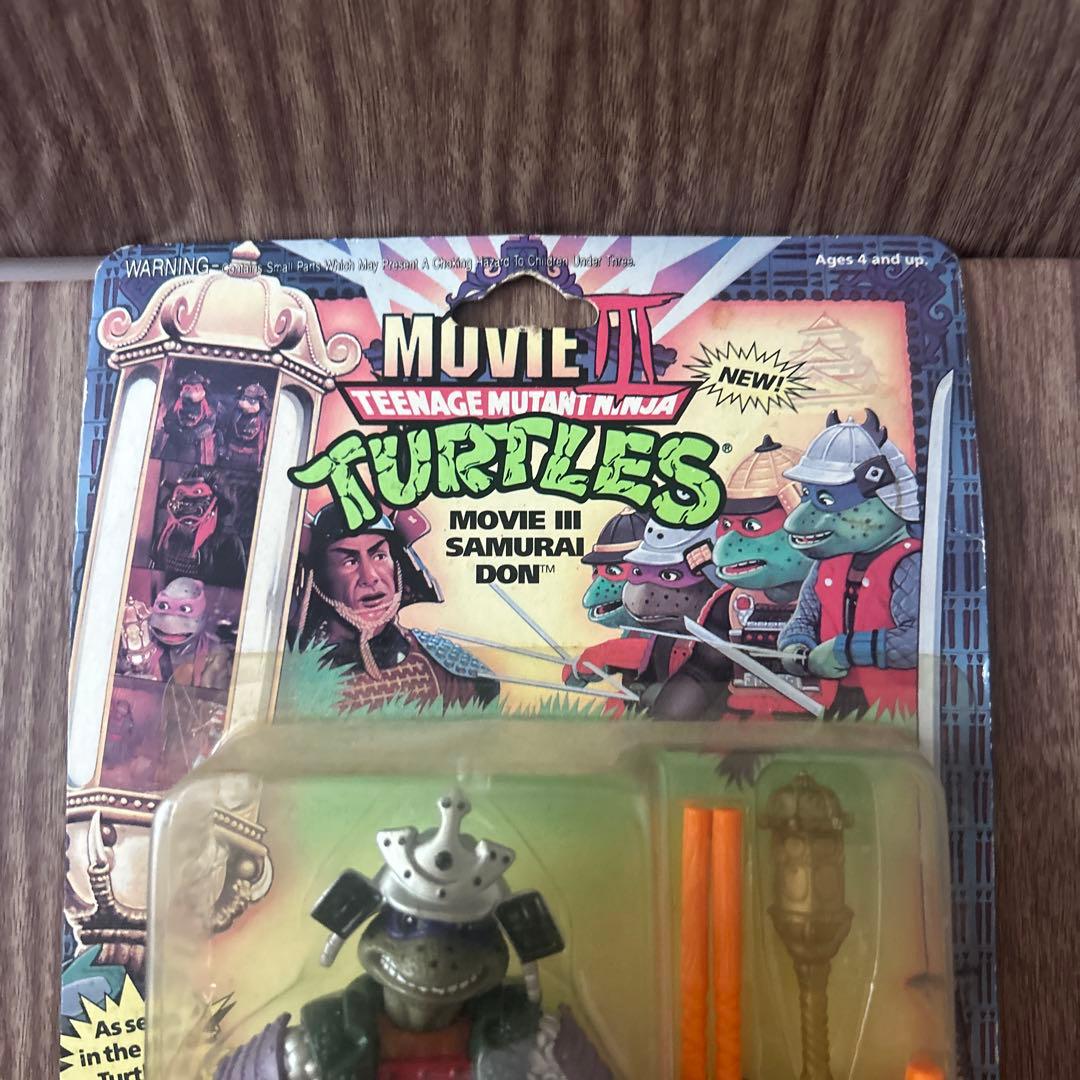 WARNING- Contains Small Parts Which May Present A Choking Hazard To Children Under Three.
Ages 4 and up.
MOVIE III
NEW!
TEENAGE MUTANT NINJA
TURTLES®
MOVIE III
SAMURAI
DON™
As se
in the
Turt